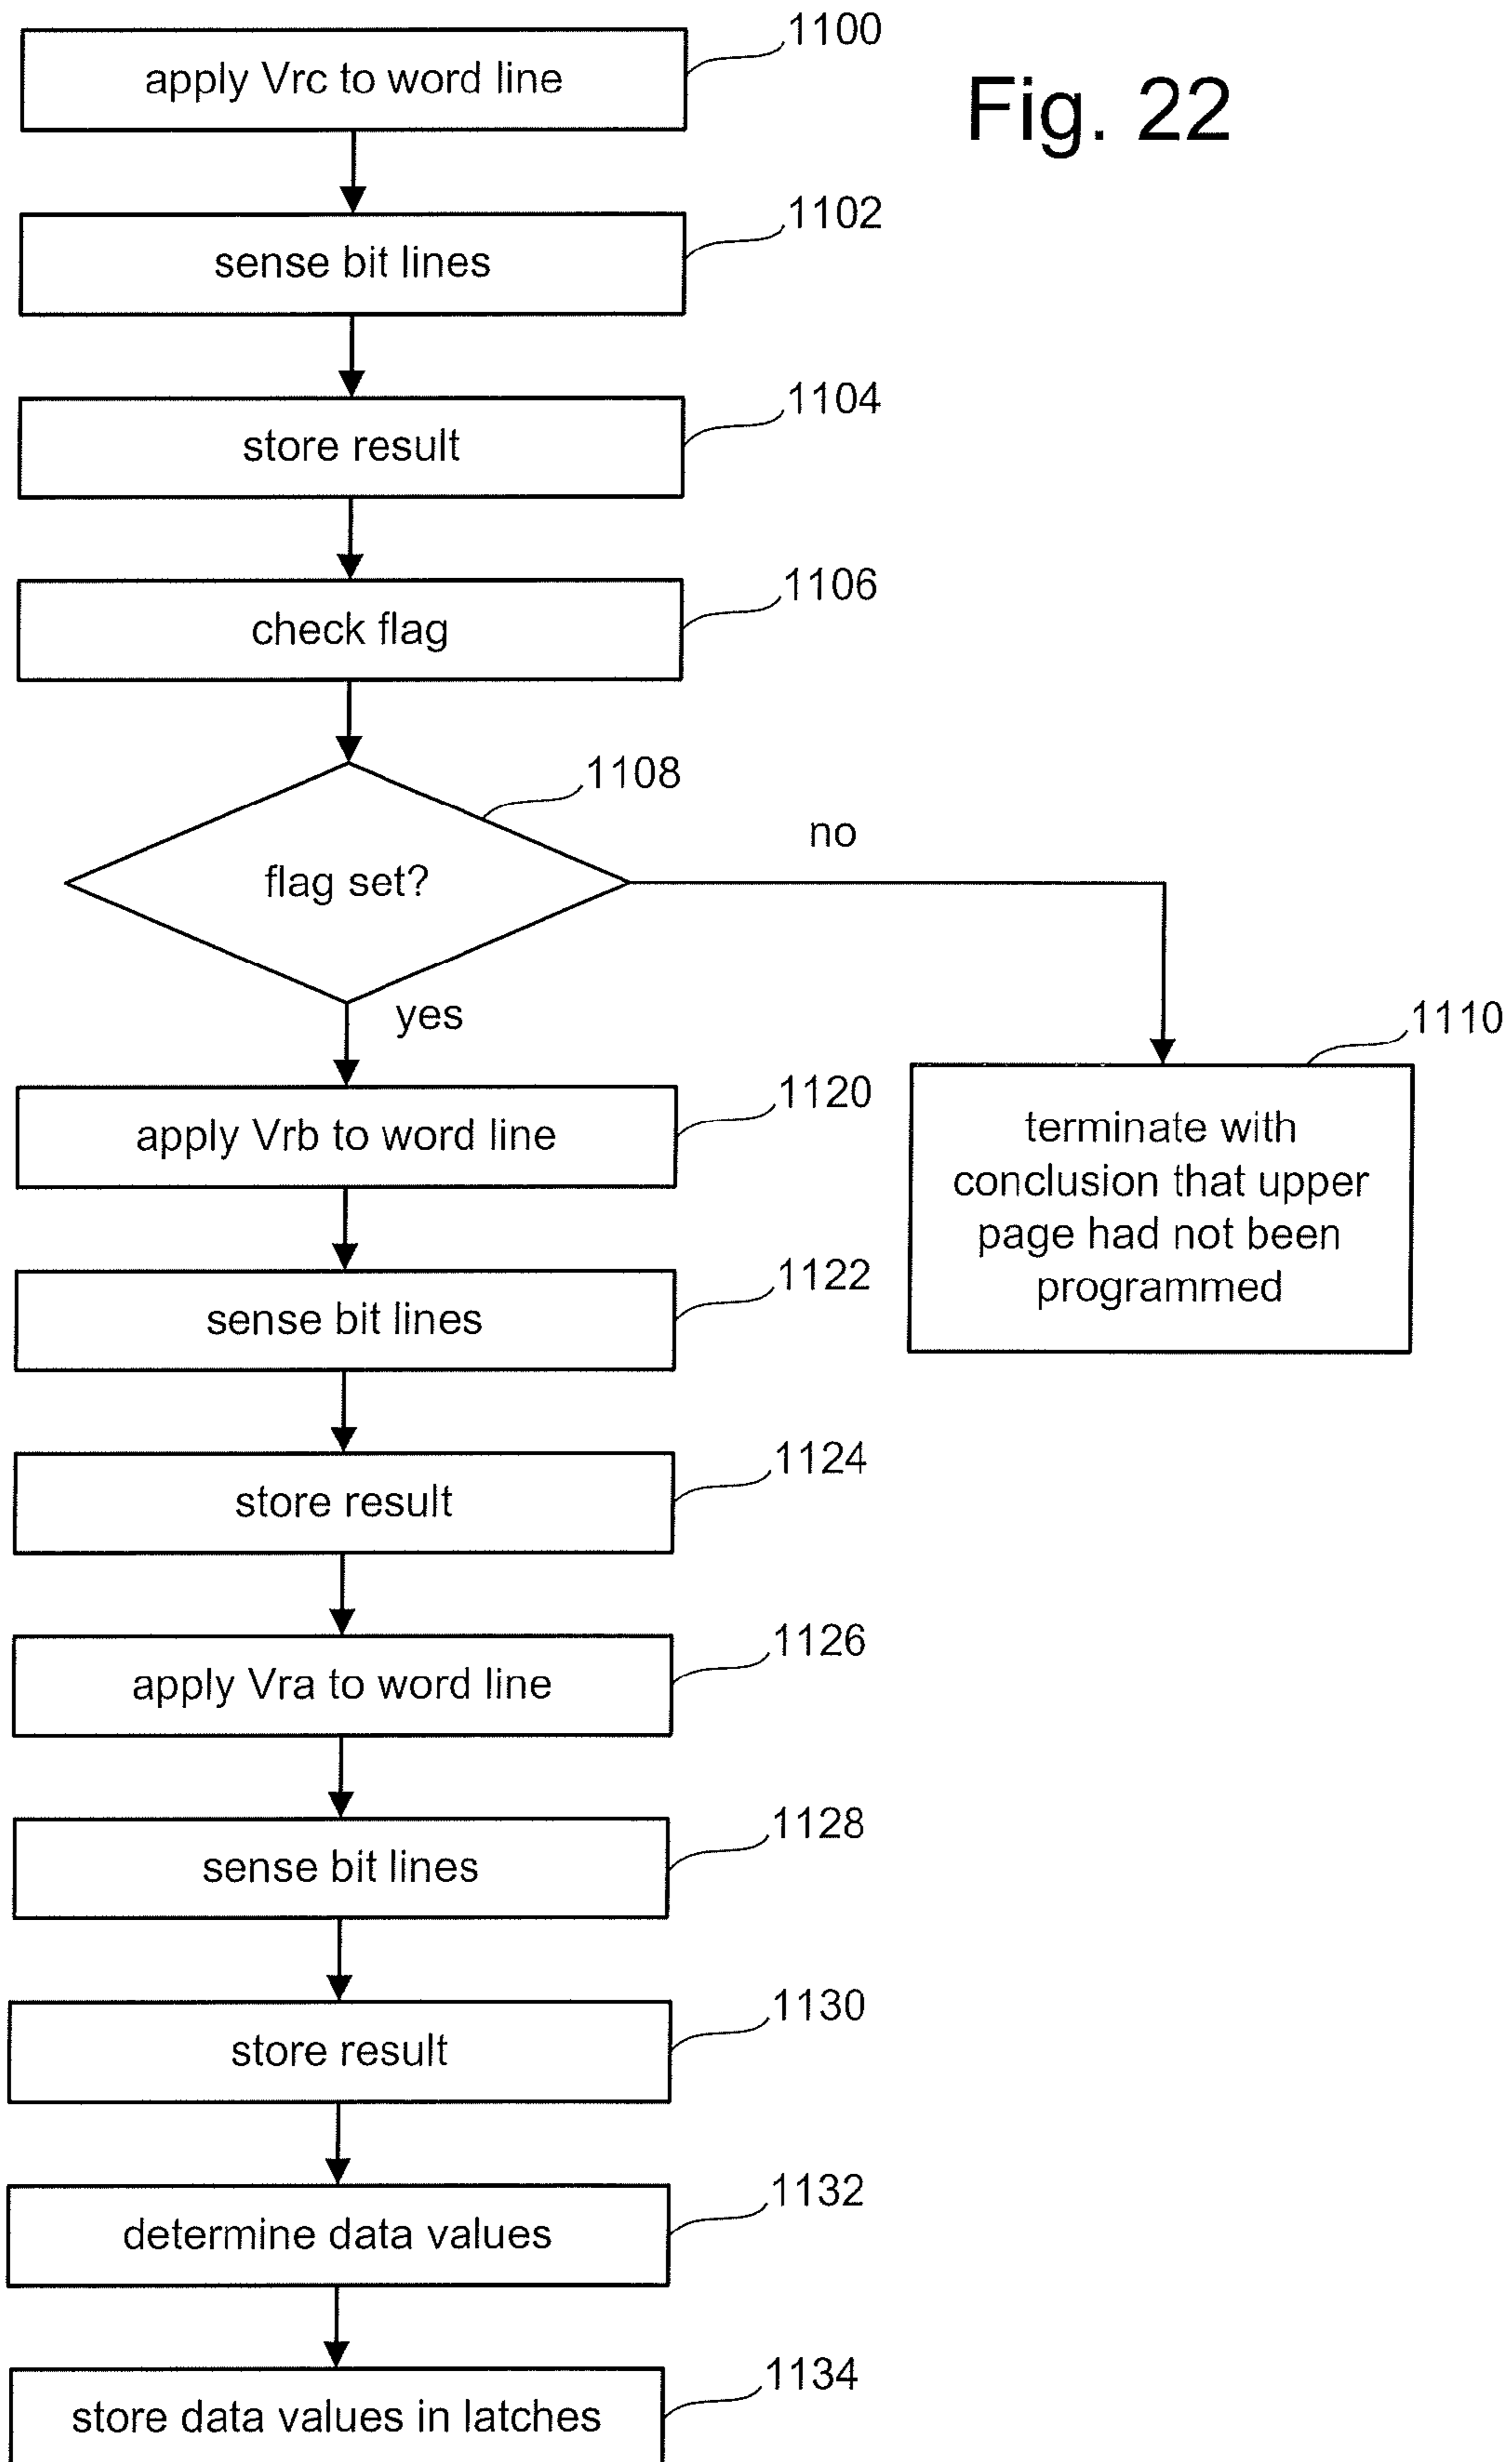 1100
apply Vrc to word line
Fig. 22
1102
sense bit lines
1104
store result
1106
check flag
1108
flag set?
no
yes
1110
terminate with
conclusion that upper
page had not been
programmed
1120
apply Vrb to word line
1122
sense bit lines
1124
store result
1126
apply Vra to word line
1128
sense bit lines
1130
store result
1132
determine data values
1134
store data values in latches